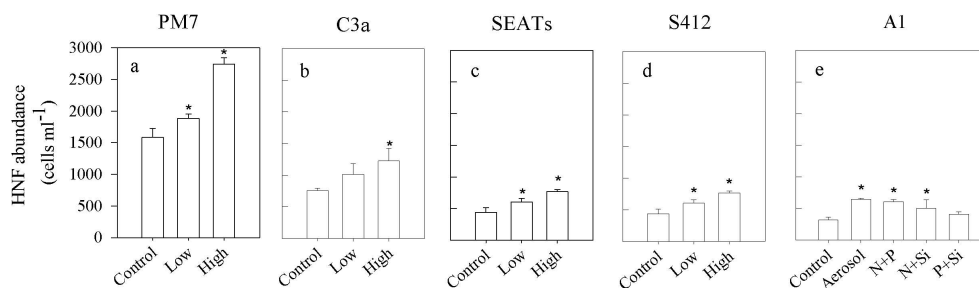 PM7 C3a SEATs S412 A1
HNF abundance
(cells ml⁻¹)
3000
2500
2000
1500
1000
500
0
a
*
*
Control Low High
b
*
Control Low High
c
* *
Control Low High
d
* *
Control Low High
e
* * *
Control Aerosol N+P N+Si P+Si